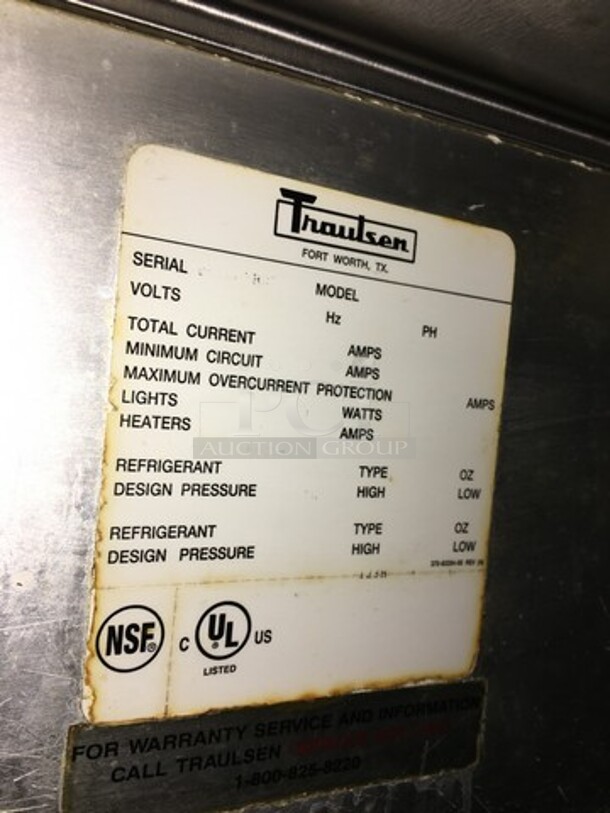 Traulsen
FORT WORTH, TX.
SERIAL MODEL
VOLTS Hz PH
TOTAL CURRENT AMPS
MINIMUM CIRCUIT AMPS
MAXIMUM OVERCURRENT PROTECTION AMPS
LIGHTS WATTS
HEATERS AMPS
AUCTION GROUP
REFRIGERANT TYPE OZ
DESIGN PRESSURE HIGH LOW
REFRIGERANT TYPE OZ
DESIGN PRESSURE HIGH LOW
NSF®
C UL® US
LISTED
FOR WARRANTY SERVICE AND INFORMATION
CALL TRAULSEN
1-800-825-8220